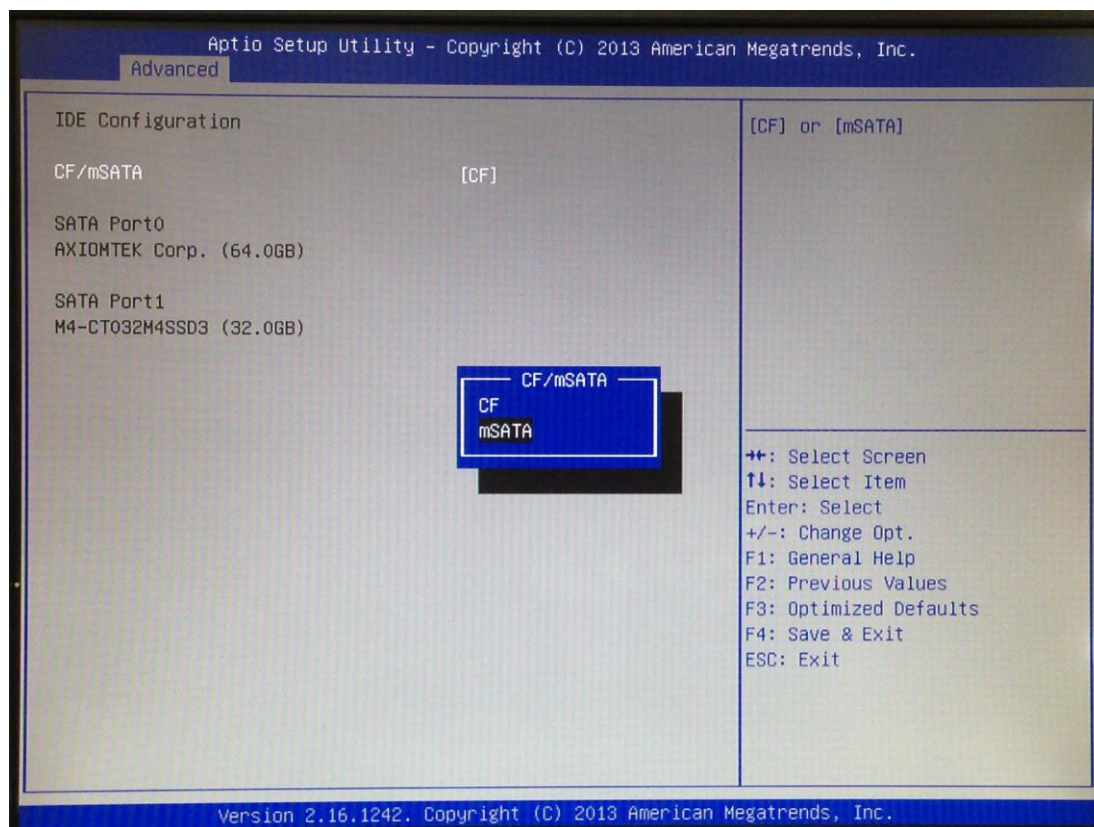 Aptio Setup Utility - Copyright (C) 2013 American Megatrends, Inc.
Advanced
IDE Configuration
CF/mSATA [CF]
SATA Port0
AXIOMTEK Corp. (64.0GB)
SATA Port1
M4-CT032M4SSD3 (32.0GB)
CF/mSATA
CF
mSATA
[CF] or [mSATA]
→←: Select Screen
↑↓: Select Item
Enter: Select
+/-: Change Opt.
F1: General Help
F2: Previous Values
F3: Optimized Defaults
F4: Save & Exit
ESC: Exit
Version 2.16.1242. Copyright (C) 2013 American Megatrends, Inc.